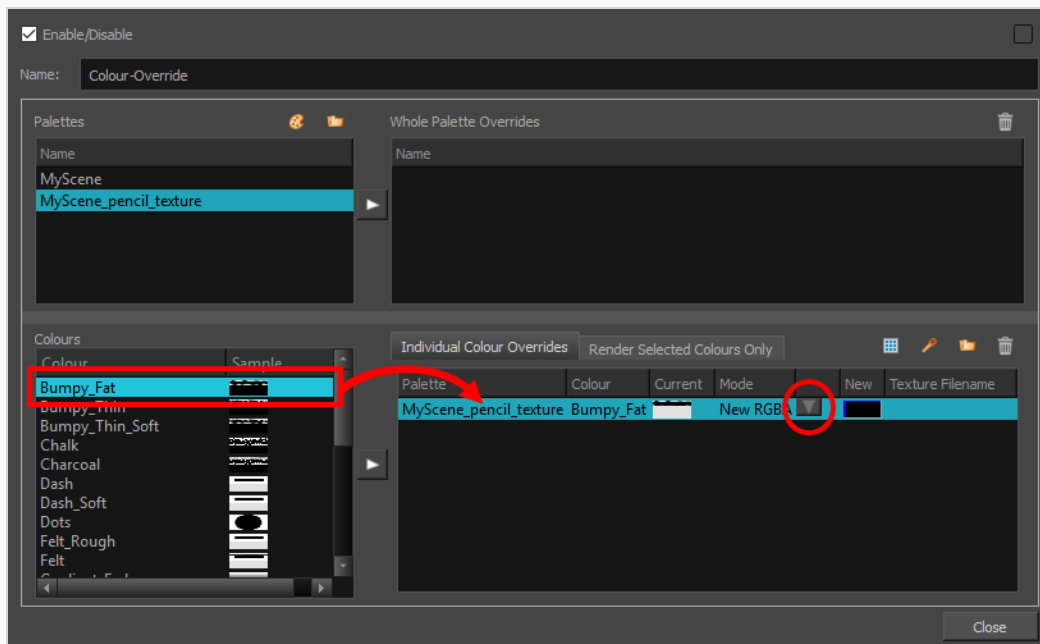 Enable/Disable
Name: Colour-Override
Palettes
Whole Palette Overrides
Name
Name
MyScene
MyScene_pencil_texture
Colours
Individual Colour Overrides
Render Selected Colours Only
Colour Sample
Palette Colour Current Mode New Texture Filename
Bumpy_Fat
MyScene_pencil_texture Bumpy_Fat New RGBA
Bumpy_Thin
Bumpy_Thin_Soft
Chalk
Charcoal
Dash
Dash_Soft
Dots
Felt_Rough
Felt
Close